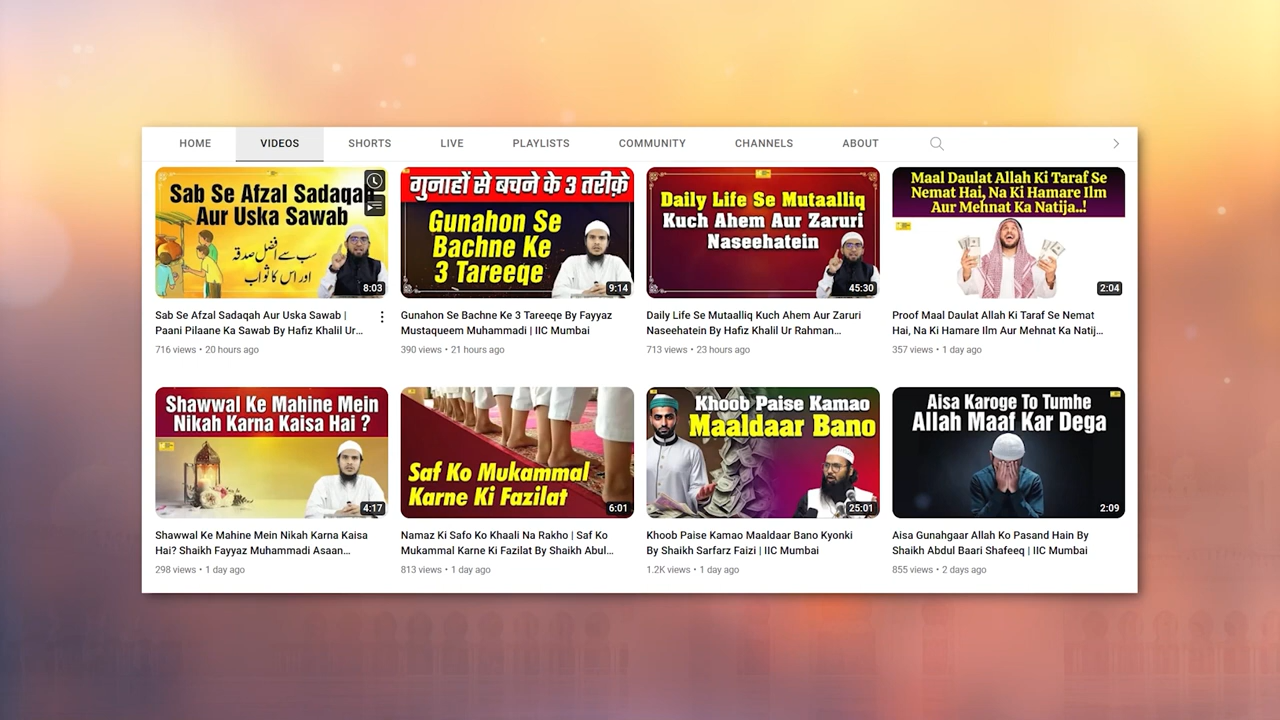 HOME VIDEOS SHORTS LIVE PLAYLISTS COMMUNITY CHANNELS ABOUT
Sab Se Afzal Sadaqah
Aur Uska Sawab
سب سے افضل صدقہ
اور اس کا ثواب
8:03
Sab Se Afzal Sadaqah Aur Uska Sawab |
Paani Pilaane Ka Sawab By Hafiz Khalil Ur...
716 views • 20 hours ago
गुनाहों से बचने के 3 तरीक़े
Gunahon Se
Bachne Ke
3 Tareeqe
9:14
Gunahon Se Bachne Ke 3 Tareeqe By Fayyaz
Mustaqueem Muhammadi | IIC Mumbai
390 views • 21 hours ago
Daily Life Se Mutaalliq
Kuch Ahem Aur Zaruri
Naseehatein
45:30
Daily Life Se Mutaalliq Kuch Ahem Aur Zaruri
Naseehatein By Hafiz Khalil Ur Rahman...
713 views • 23 hours ago
Maal Daulat Allah Ki Taraf Se
Nemat Hai, Na Ki Hamare Ilm
Aur Mehnat Ka Natija..!
2:04
Proof Maal Daulat Allah Ki Taraf Se Nemat
Hai, Na Ki Hamare Ilm Aur Mehnat Ka Natij...
357 views • 1 day ago
Shawwal Ke Mahine Mein
Nikah Karna Kaisa Hai ?
4:17
Shawwal Ke Mahine Mein Nikah Karna Kaisa
Hai? Shaikh Fayyaz Muhammadi Asaan...
298 views • 1 day ago
Saf Ko Mukammal
Karne Ki Fazilat
6:01
Namaz Ki Safo Ko Khaali Na Rakho | Saf Ko
Mukammal Karne Ki Fazilat By Shaikh Abul...
813 views • 1 day ago
Khoob Paise Kamao
Maaldaar Bano
25:01
Khoob Paise Kamao Maaldaar Bano Kyonki
By Shaikh Sarfarz Faizi | IIC Mumbai
1.2K views • 1 day ago
Aisa Karoge To Tumhe
Allah Maaf Kar Dega
2:09
Aisa Gunahgaar Allah Ko Pasand Hain By
Shaikh Abdul Baari Shafeeq | IIC Mumbai
855 views • 2 days ago